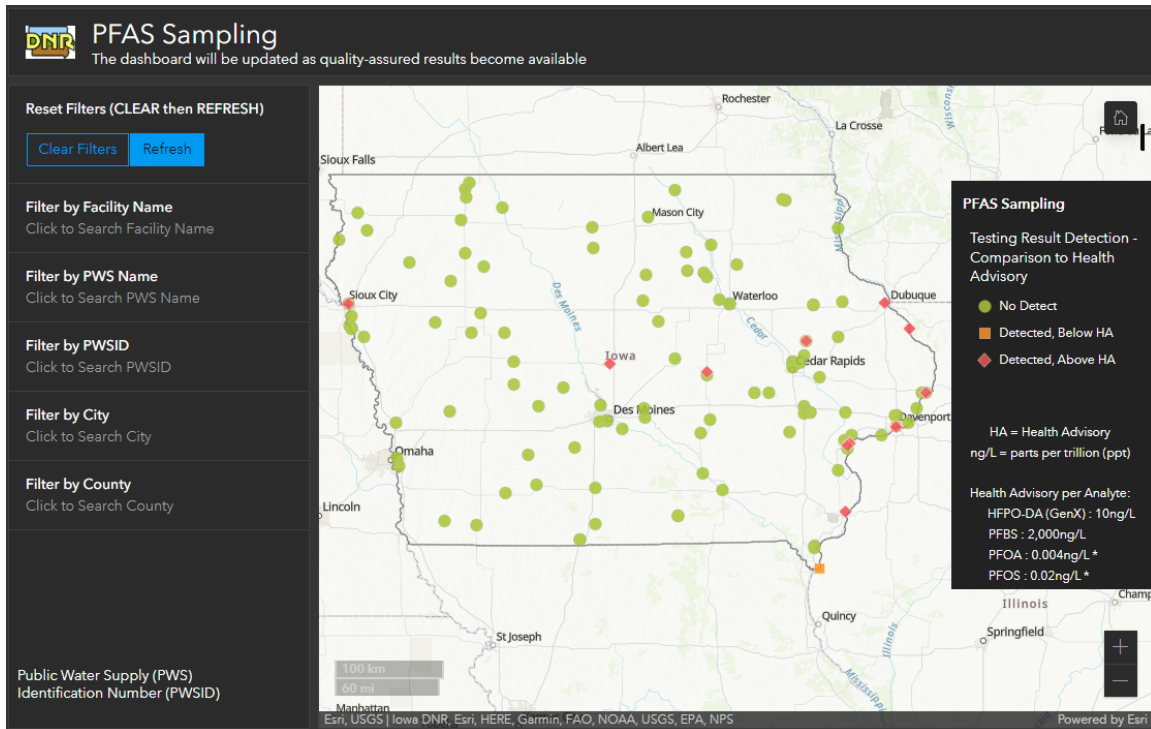 DNR
PFAS Sampling
The dashboard will be updated as quality-assured results become available
Reset Filters (CLEAR then REFRESH)
Clear Filters
Refresh
Filter by Facility Name
Click to Search Facility Name
Filter by PWS Name
Click to Search PWS Name
Filter by PWSID
Click to Search PWSID
Filter by City
Click to Search City
Filter by County
Click to Search County
Public Water Supply (PWS)
Identification Number (PWSID)
Rochester
La Crosse
Wisconsin
Albert Lea
Sioux Falls
Mason City
Sioux City
Waterloo
Dubuque
Des Moines
Cedar
Iowa
Cedar Rapids
Des Moines
Davenport
Omaha
Lincoln
Quincy
Illinois
Illinois
Springfield
St Joseph
Mississippi
Manhattan
Champ
100 km
60 mi
PFAS Sampling
Testing Result Detection -
Comparison to Health
Advisory
No Detect
Detected, Below HA
Detected, Above HA
HA = Health Advisory
ng/L = parts per trillion (ppt)
Health Advisory per Analyte:
HFPO-DA (GenX) : 10ng/L
PFBS : 2,000ng/L
PFOA : 0.004ng/L *
PFOS : 0.02ng/L *
+
−
Esri, USGS | Iowa DNR, Esri, HERE, Garmin, FAO, NOAA, USGS, EPA, NPS
Powered by Esri